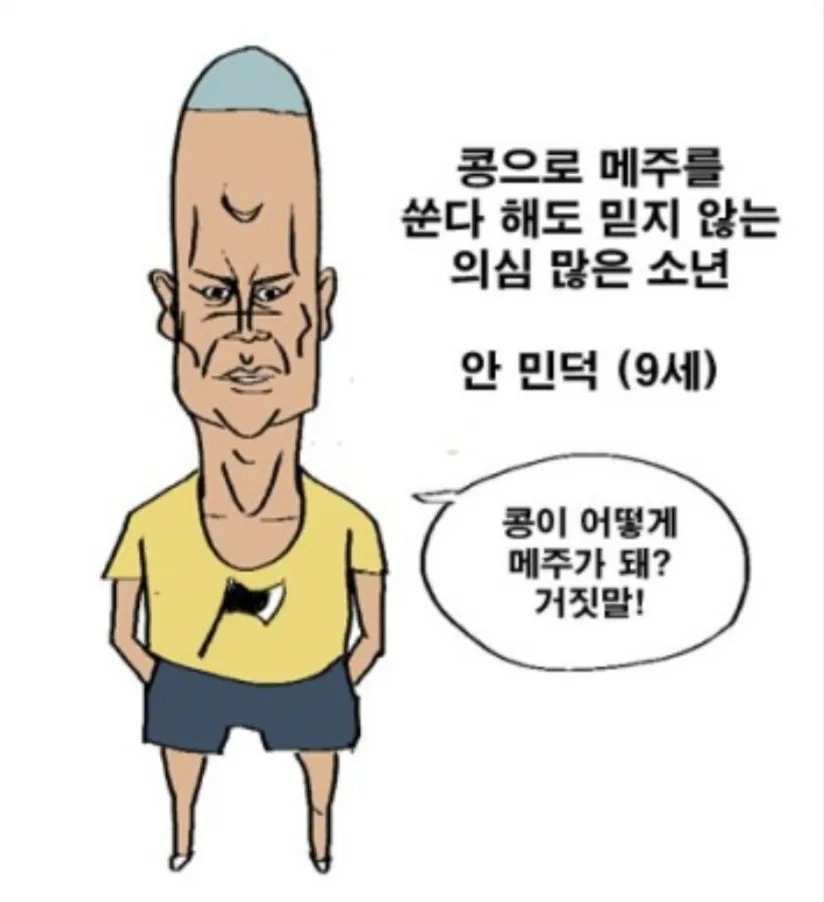 콩으로 메주를
쑨다 해도 믿지 않는
의심 많은 소년
안 민덕 (9세)
콩이 어떻게
메주가 돼?
거짓말!